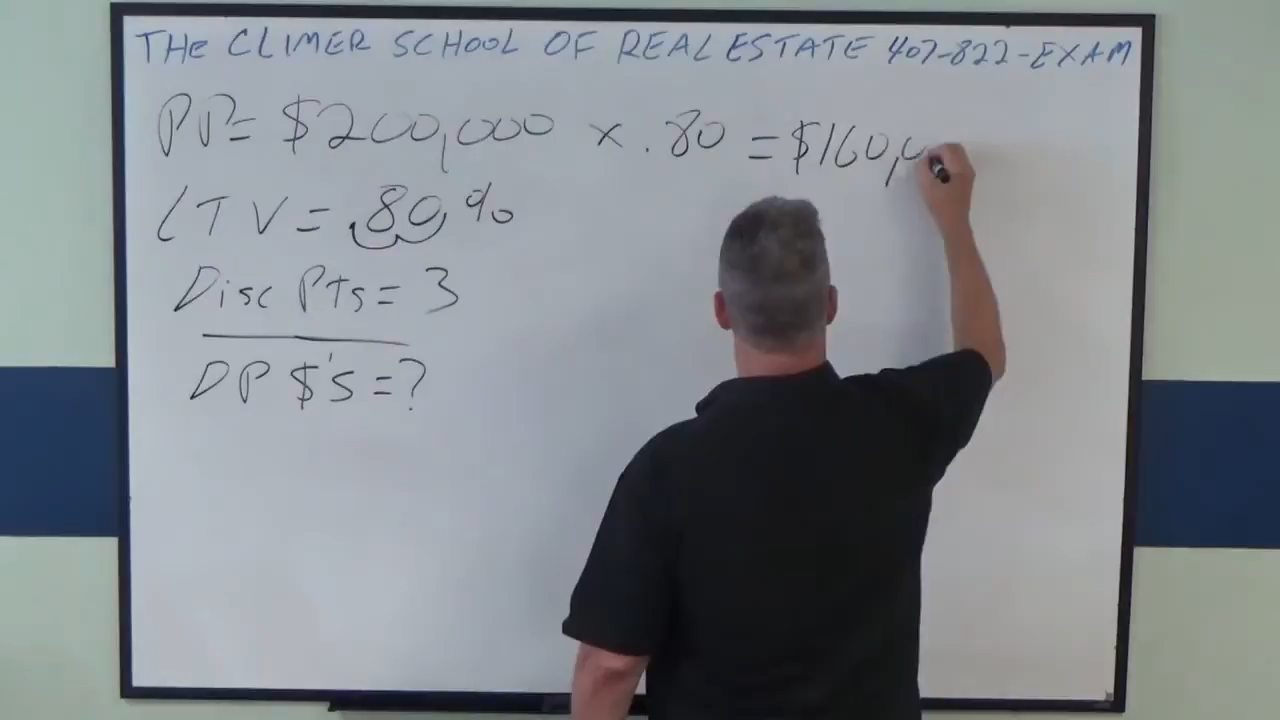 THE CLIMER SCHOOL OF REAL ESTATE 407-822-EXAM
PP= $200,000 x .80 = $160,0
LTV = .80%
Disc Pts = 3
DP $'s = ?